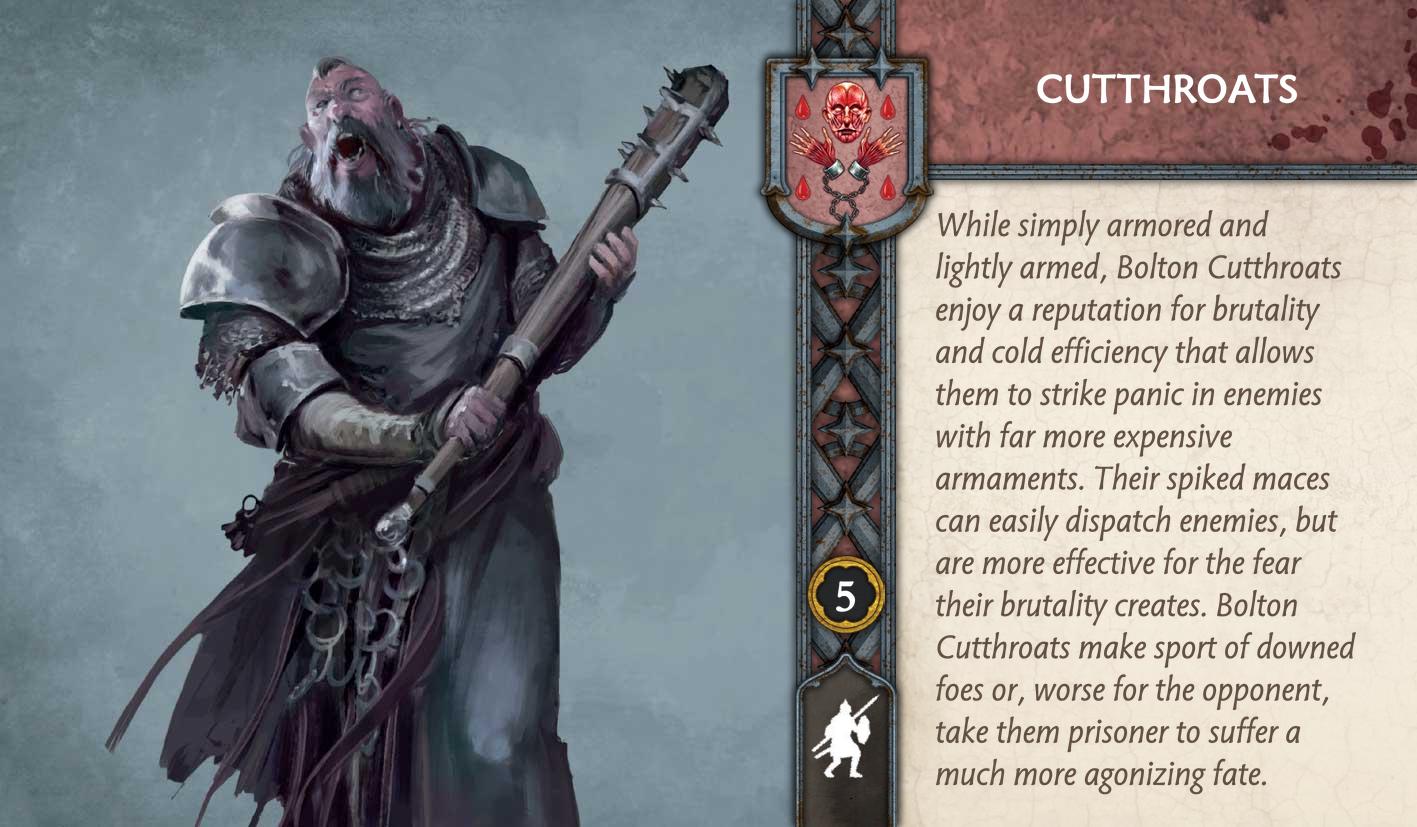 CUTTHROATS
While simply armored and
lightly armed, Bolton Cutthroats
enjoy a reputation for brutality
and cold efficiency that allows
them to strike panic in enemies
with far more expensive
armaments. Their spiked maces
can easily dispatch enemies, but
are more effective for the fear
their brutality creates. Bolton
Cutthroats make sport of downed
foes or, worse for the opponent,
take them prisoner to suffer a
much more agonizing fate.
5